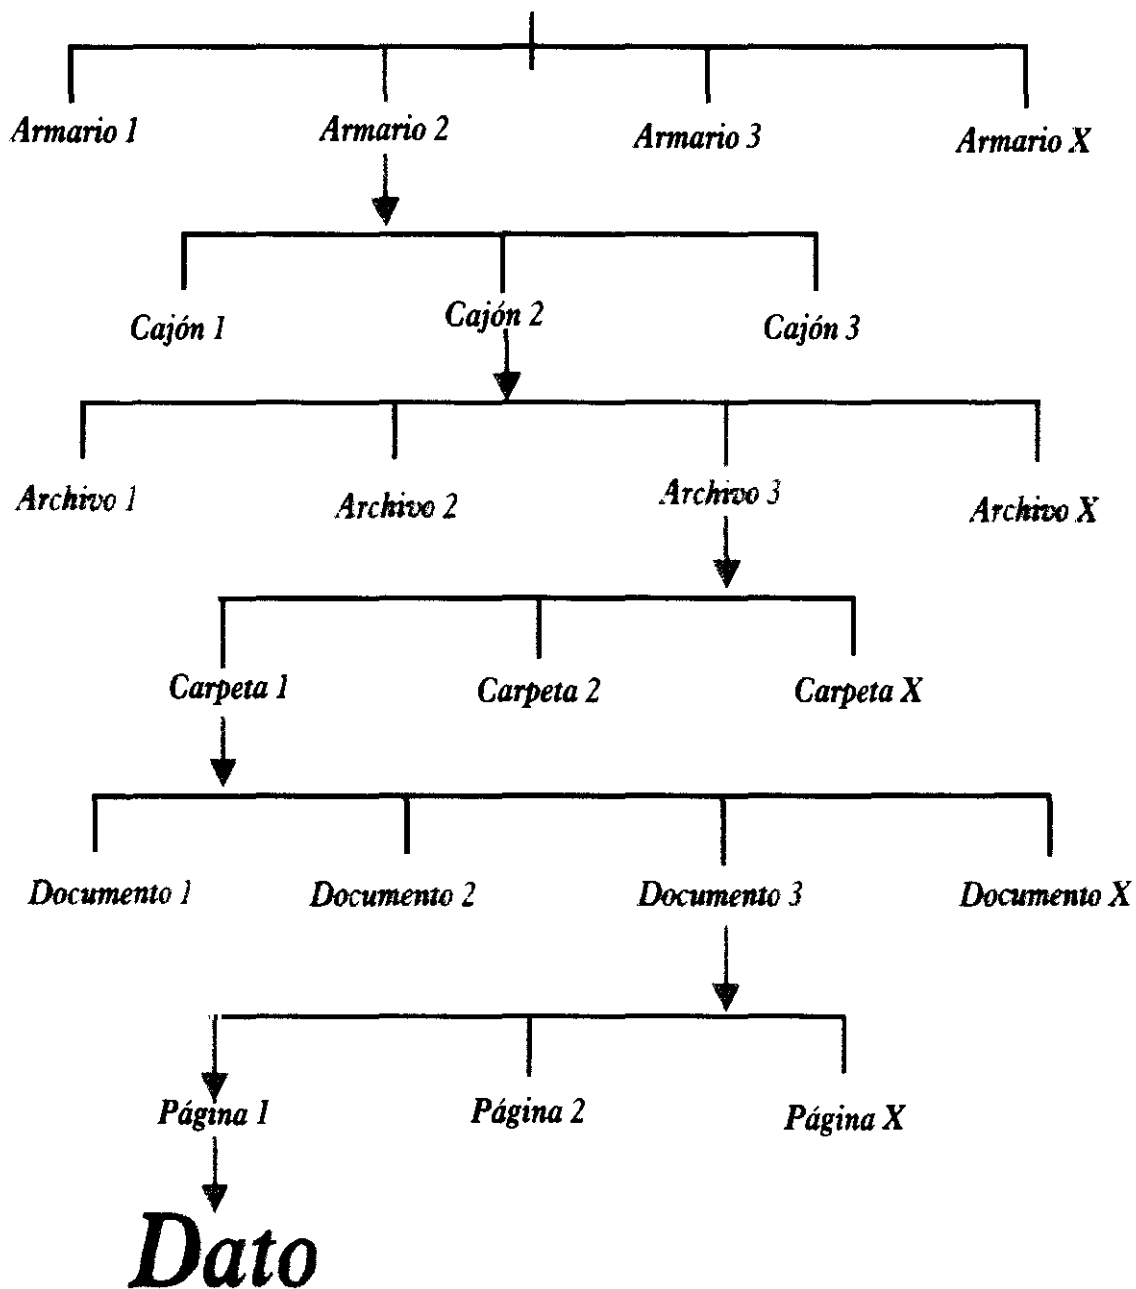 Armario 1 Armario 2 Armario 3 Armario X
Cajón 1 Cajón 2 Cajón 3
Archivo 1 Archivo 2 Archivo 3 Archivo X
Carpeta 1 Carpeta 2 Carpeta X
Documento 1 Documento 2 Documento 3 Documento X
Página 1 Página 2 Página X
Dato